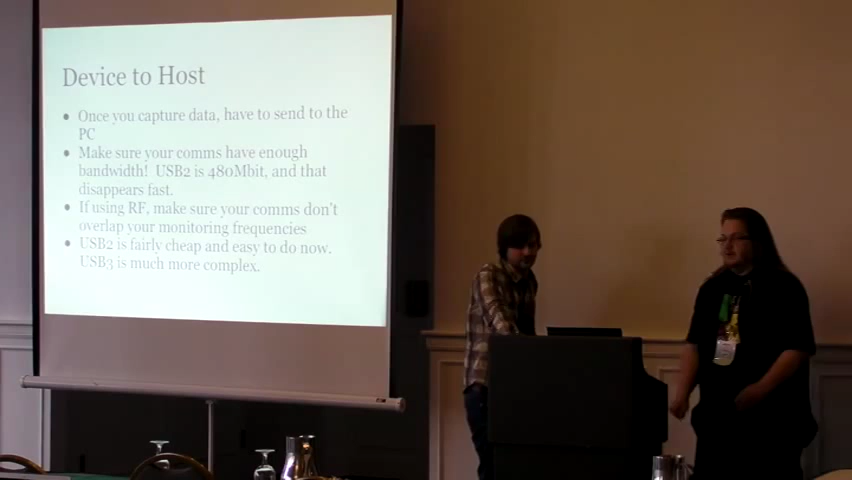 Device to Host
• Once you capture data, have to send to the
PC
• Make sure your comms have enough
bandwidth! USB2 is 480Mbit, and that
disappears fast.
• If using RF, make sure your comms don't
overlap your monitoring frequencies
• USB2 is fairly cheap and easy to do now.
USB3 is much more complex.